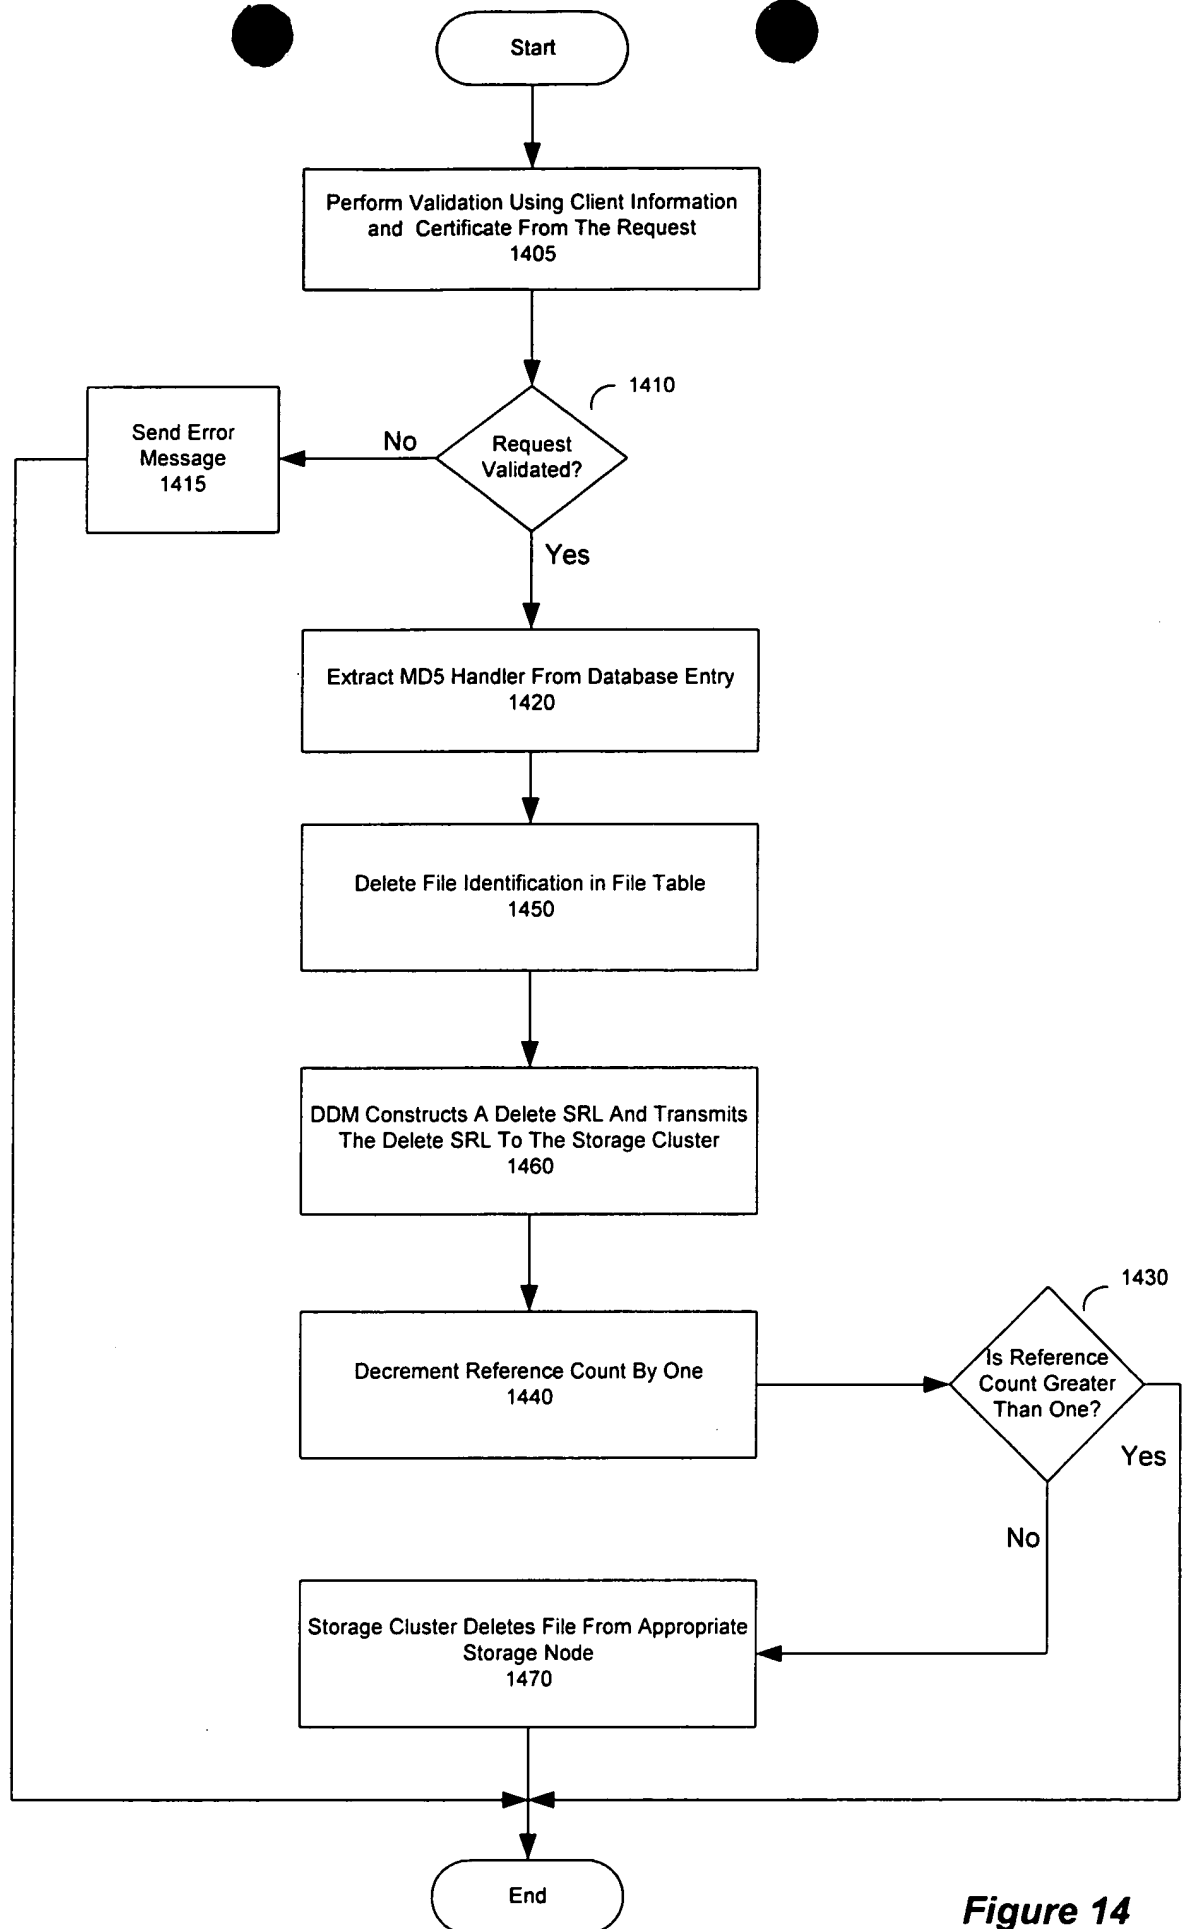 Start
Perform Validation Using Client Information
and Certificate From The Request
1405
1410
Request
Validated?
No
Send Error
Message
1415
Yes
Extract MD5 Handler From Database Entry
1420
Delete File Identification in File Table
1450
DDM Constructs A Delete SRL And Transmits
The Delete SRL To The Storage Cluster
1460
Decrement Reference Count By One
1440
1430
Is Reference
Count Greater
Than One?
Yes
No
Storage Cluster Deletes File From Appropriate
Storage Node
1470
End
Figure 14